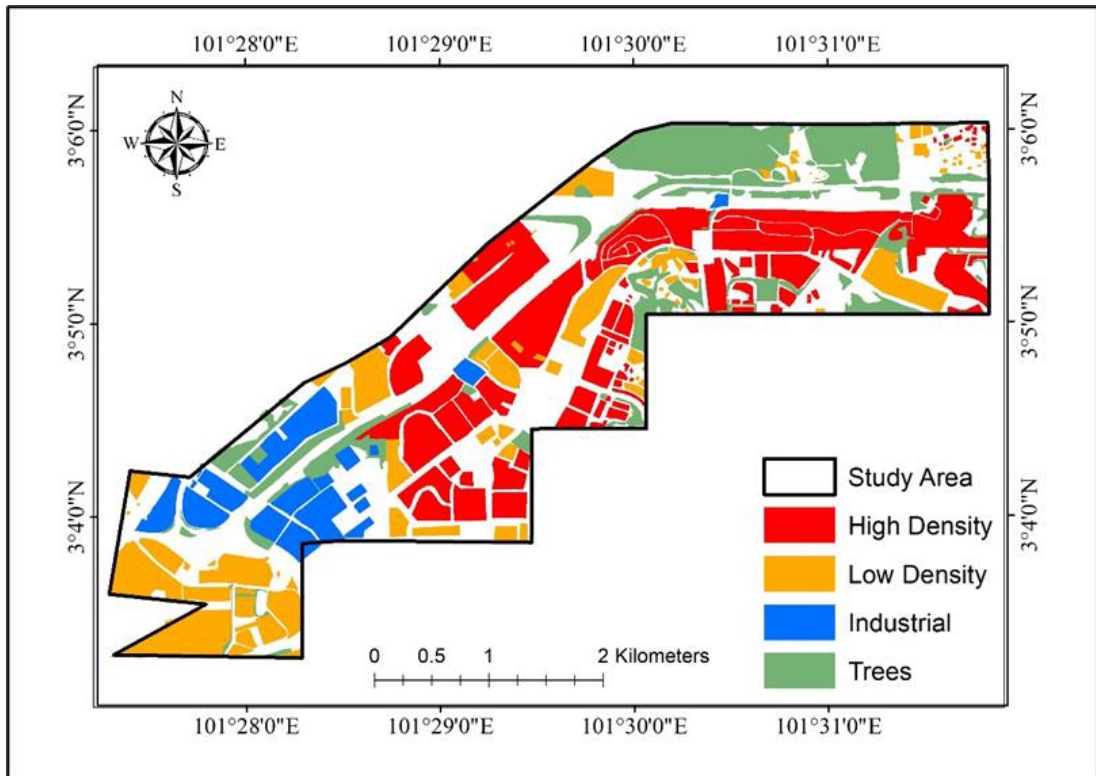 101°28'0"E 101°29'0"E 101°30'0"E 101°31'0"E
N
W E
S
3°6'0"N 3°6'0"N
3°5'0"N 3°5'0"N
3°4'0"N 3°4'0"N
Study Area
High Density
Low Density
Industrial
Trees
0 0.5 1 2 Kilometers
101°28'0"E 101°29'0"E 101°30'0"E 101°31'0"E